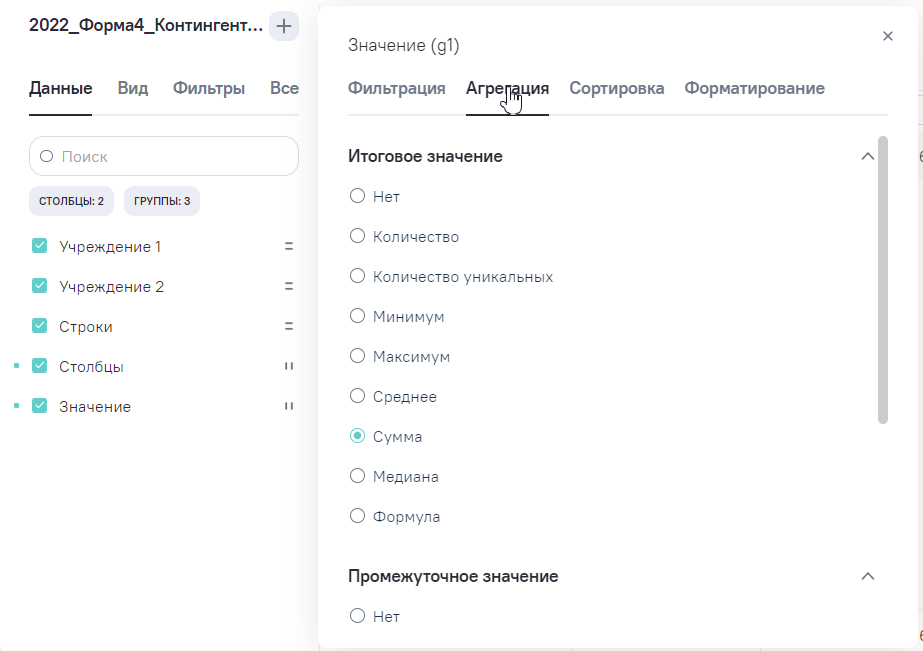 2022_Форма4_Контингент...
Данные Вид Фильтры Все
Поиск
СТОЛБЦЫ: 2 ГРУППЫ: 3
Учреждение 1
Учреждение 2
Строки
Столбцы
Значение
Значение (g1)
Фильтрация Агрегация Сортировка Форматирование
Итоговое значение
Нет
Количество
Количество уникальных
Минимум
Максимум
Среднее
Сумма
Медиана
Формула
Промежуточное значение
Нет